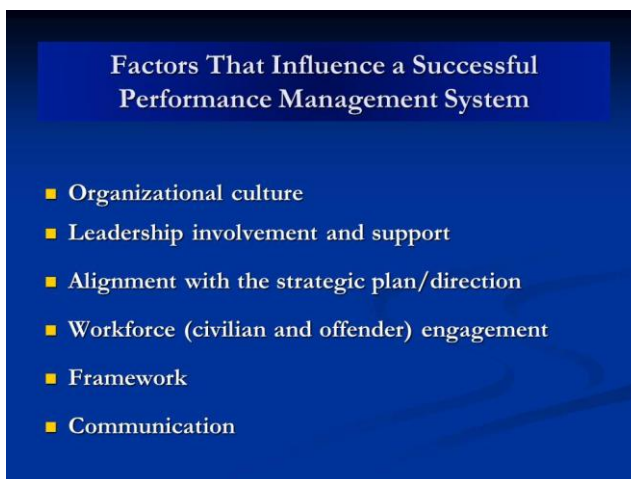 Factors That Influence a Successful
Performance Management System
Organizational culture
Leadership involvement and support
Alignment with the strategic plan/direction
Workforce (civilian and offender) engagement
Framework
Communication